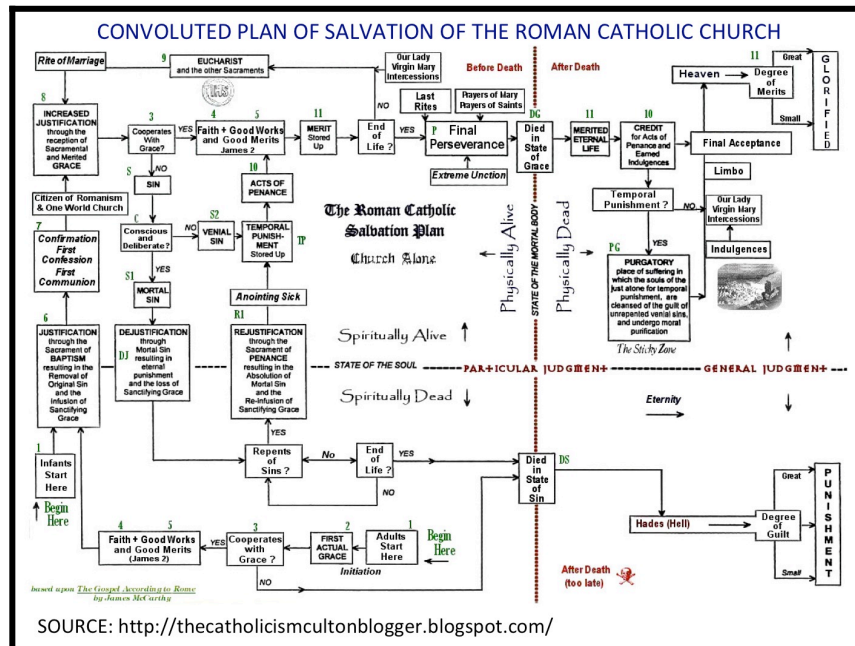 CONVOLUTED PLAN OF SALVATION OF THE ROMAN CATHOLIC CHURCH
Rite of Marriage
9
EUCHARIST
and the other Sacraments
IHS
Our Lady
Virgin Mary
Intercessions
Before Death
After Death
Heaven
11
Degree
of
Merits
Great
Small
GLORIFIED
8
INCREASED
JUSTIFICATION
through the
reception of
Sacramental
and Merited
GRACE
3
Cooperates
With
Grace?
YES
NO
4
5
Faith + Good Works
and Good Merits
James 2
11
MERIT
Stored
Up
NO
End
of
Life ?
YES
Last
Rites
Prayers of Mary
Prayers of Saints
P
Final
Perseverance
Extreme Unction
DG
Died
in
State
of
Grace
11
MERITED
ETERNAL
LIFE
10
CREDIT
for Acts of
Penance and
Earned
Indulgences
Final Acceptance
Limbo
Temporal
Punishment ?
NO
YES
Our Lady
Virgin Mary
Intercessions
Indulgences
S
SIN
10
ACTS OF
PENANCE
Citizen of Romanism
& One World Church
7
Confirmation
First
Confession
First
Communion
C
Conscious
and
Deliberate?
NO
YES
S2
VENIAL
SIN
TEMPORAL
PUNISH-
MENT
Stored Up
TP
The Roman Catholic
Salvation Plan
Church Alone
Physically Alive
STATE OF THE MORTAL BODY
Physically Dead
PG
PURGATORY
place of suffering in
which the souls of the
just atone for temporal
punishment, are
cleansed of the guilt of
unrepented venial sins,
and undergo moral
purification
The Stichy Zone
S1
MORTAL
SIN
Anointing Sick
6
JUSTIFICATION
through the
Sacrament of
BAPTISM
resulting in the
Removal of
Original Sin
and the
Infusion of
Sanctifying
Grace
DJ
DEJUSTIFICATION
through
Mortal Sin
resulting in
eternal
punishment
and the loss of
Sanctifying Grace
R1
REJUSTIFICATION
through the
Sacrament of
PENANCE
resulting in the
Absolution of
Mortal Sin
and the
Re-Infusion of
Sanctifying Grace
Spiritually Alive
STATE OF THE SOUL
Spiritually Dead
PARTICULAR JUDGMENT
GENERAL JUDGMENT
Eternity
1
Infants
Start
Here
Begin
Here
YES
Repents
of
Sins ?
No
End
of
Life ?
YES
NO
Died
in
State
of
Sin
DS
Hades (Hell)
Degree
of
Guilt
Great
Small
PUNISHMENT
4
5
Faith + Good Works
and Good Merits
(James 2)
YES
3
Cooperates
with
Grace ?
NO
2
FIRST
ACTUAL
GRACE
1
Adults
Start
Here
Begin
Here
Initiation
After Death
(too late)
based upon The Gospel According to Rome
by James McCarthy
SOURCE: http://thecatholicismcultonblogger.blogspot.com/